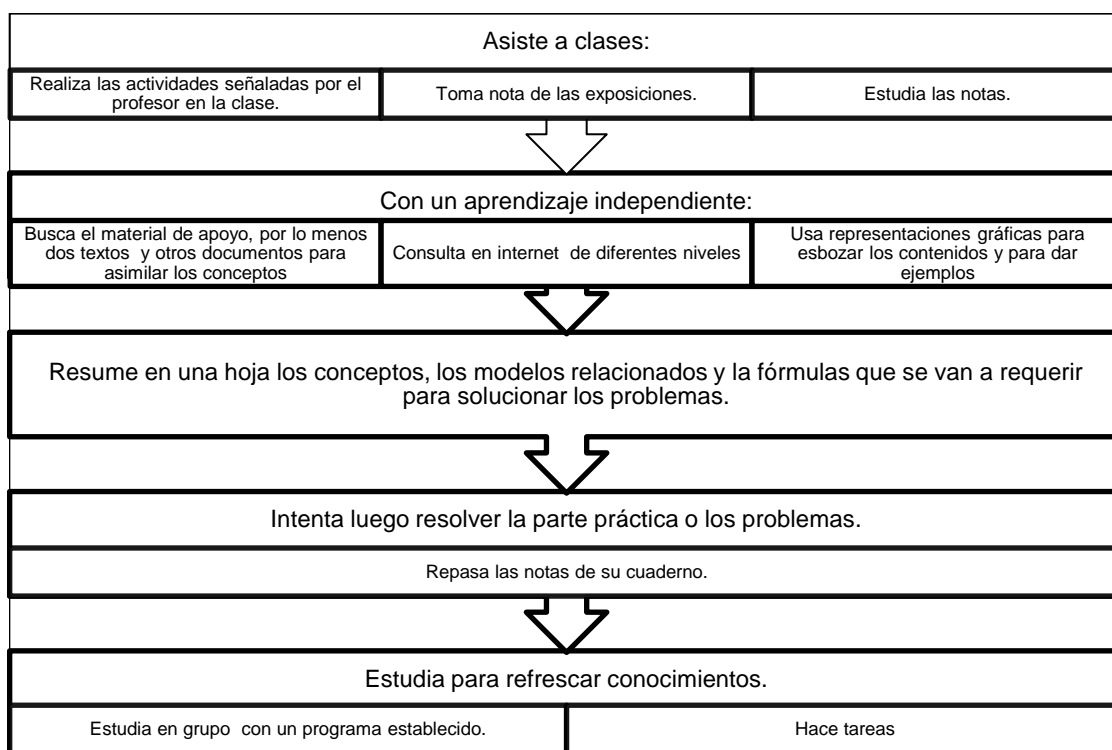 Asiste a clases:
Realiza las actividades señaladas por el
profesor en la clase.
Toma nota de las exposiciones.
Estudia las notas.
Con un aprendizaje independiente:
Busca el material de apoyo, por lo menos
dos textos y otros documentos para
asimilar los conceptos
Consulta en internet de diferentes niveles
Usa representaciones gráficas para
esbozar los contenidos y para dar
ejemplos
Resume en una hoja los conceptos, los modelos relacionados y la fórmulas que se van a requerir
para solucionar los problemas.
Intenta luego resolver la parte práctica o los problemas.
Repasa las notas de su cuaderno.
Estudia para refrescar conocimientos.
Estudia en grupo con un programa establecido.
Hace tareas